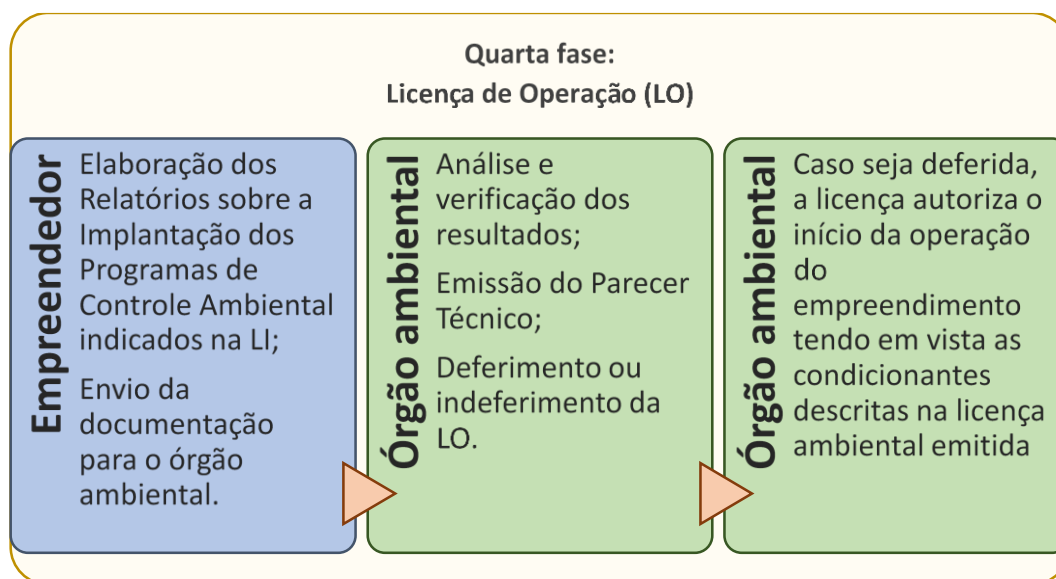 Quarta fase:
Licença de Operação (LO)
Empreendedor
Elaboração dos
Relatórios sobre a
Implantação dos
Programas de
Controle Ambiental
indicados na LI;
Envio da
documentação
para o órgão
ambiental.
Órgão ambiental
Análise e
verificação dos
resultados;
Emissão do Parecer
Técnico;
Deferimento ou
indeferimento da
LO.
Órgão ambiental
Caso seja deferida,
a licença autoriza o
início da operação
do
empreendimento
tendo em vista as
condicionantes
descritas na licença
ambiental emitida